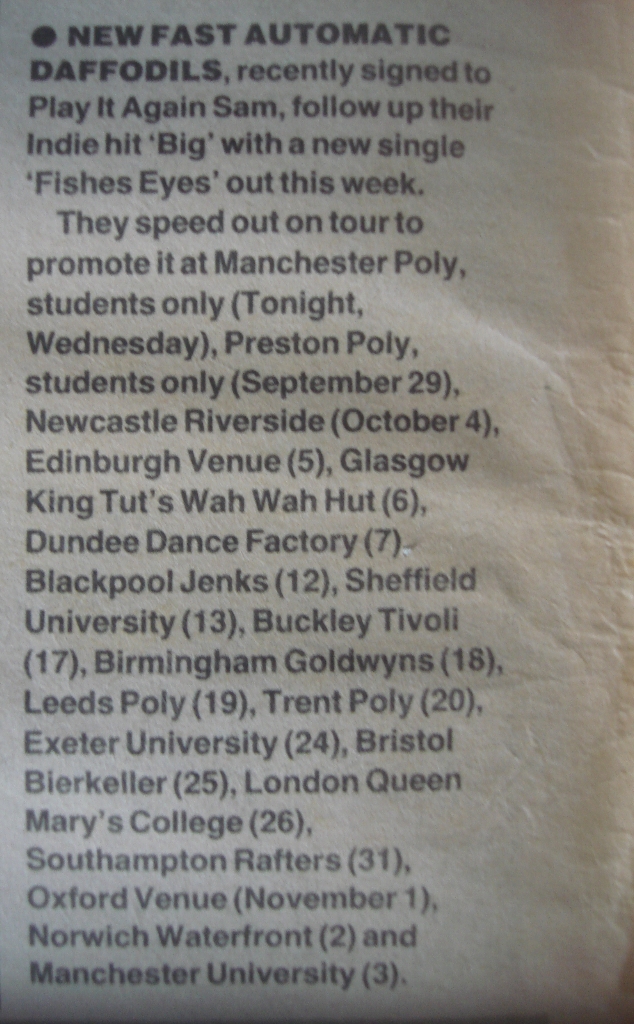 ● NEW FAST AUTOMATIC
DAFFODILS, recently signed to
Play It Again Sam, follow up their
Indie hit ‘Big’ with a new single
‘Fishes Eyes’ out this week.
They speed out on tour to
promote it at Manchester Poly,
students only (Tonight,
Wednesday), Preston Poly,
students only (September 29),
Newcastle Riverside (October 4),
Edinburgh Venue (5), Glasgow
King Tut’s Wah Wah Hut (6),
Dundee Dance Factory (7),
Blackpool Jenks (12), Sheffield
University (13), Buckley Tivoli
(17), Birmingham Goldwyns (18),
Leeds Poly (19), Trent Poly (20),
Exeter University (24), Bristol
Bierkeller (25), London Queen
Mary’s College (26),
Southampton Rafters (31),
Oxford Venue (November 1),
Norwich Waterfront (2) and
Manchester University (3).